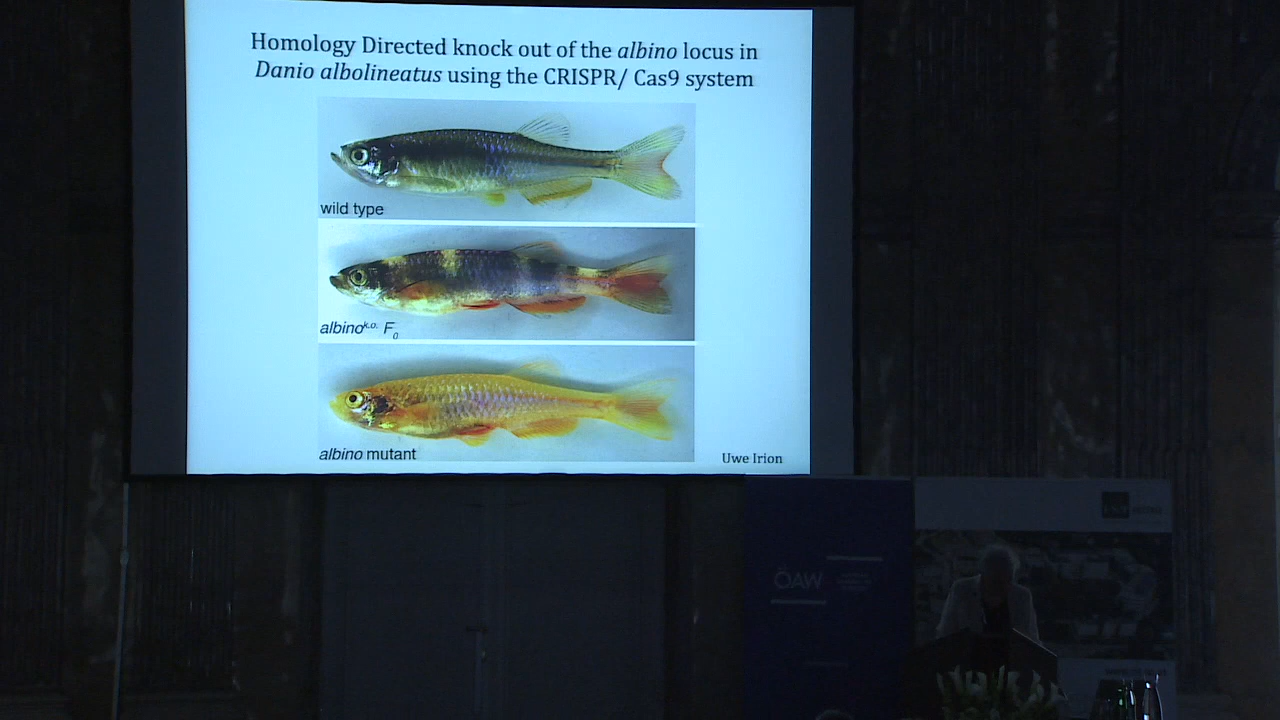 Homology Directed knock out of the albino locus in
Danio albolineatus using the CRISPR/ Cas9 system
wild type
albinoᵏ·ᵒ· F₀
albino mutant
Uwe Irion
ÖAW